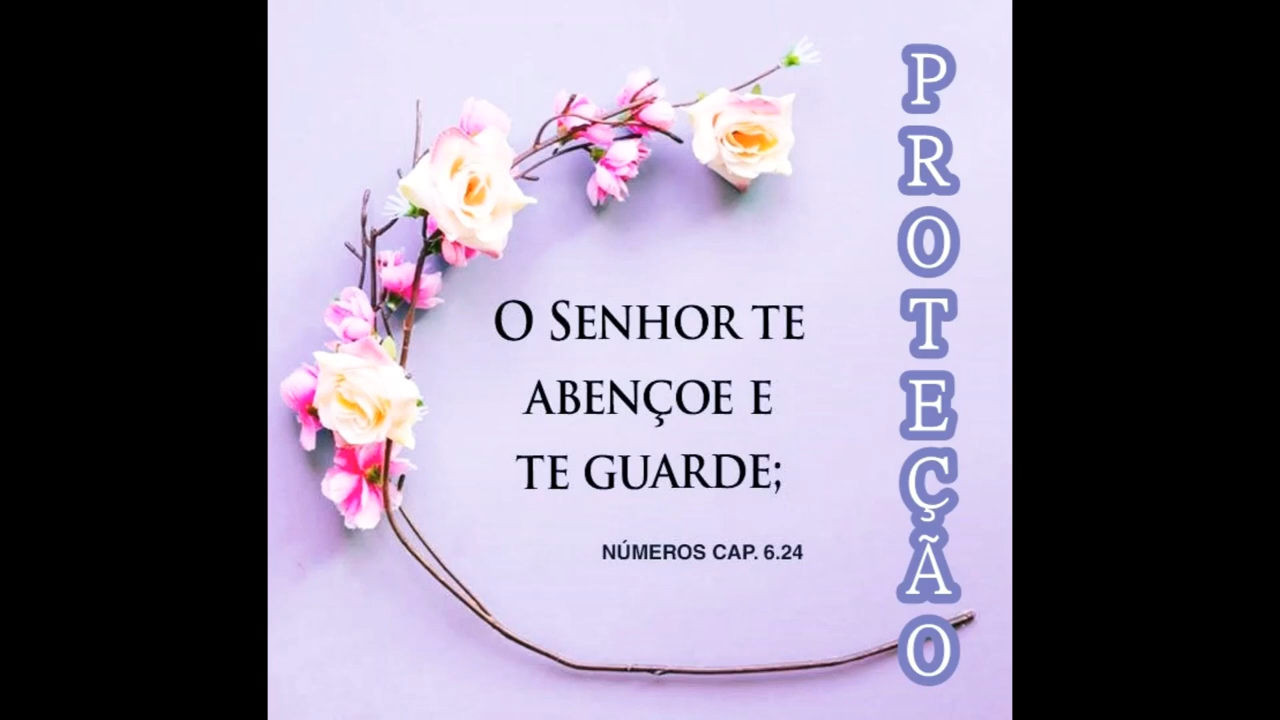 O SENHOR TE
ABENÇOE E
TE GUARDE;
NÚMEROS CAP. 6.24
PROTEÇÃO